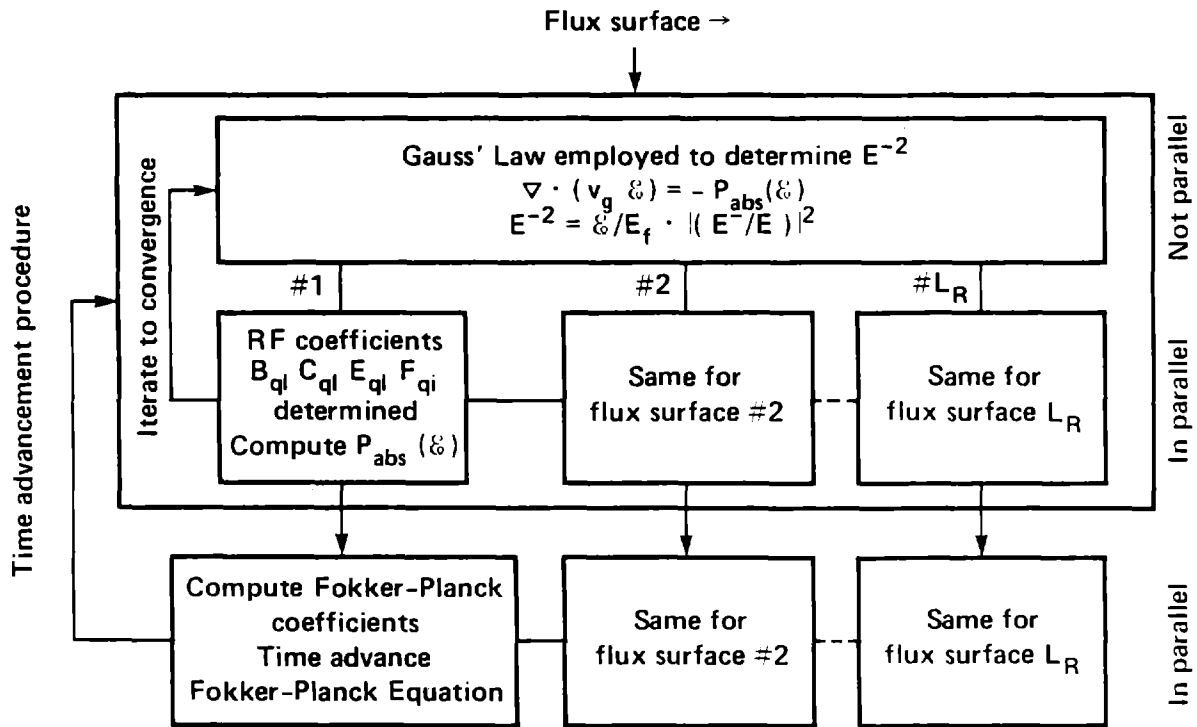 Flux surface →
Gauss' Law employed to determine E⁻²
∇ · (v_g ℰ) = - P_abs(ℰ)
E⁻² = ℰ/E_f · |( E⁻/E )|²
Not parallel
Iterate to convergence
Time advancement procedure
#1
#2
#L_R
RF coefficients
B_ql C_ql E_ql F_qi
determined
Compute P_abs (ℰ)
Same for
flux surface #2
Same for
flux surface L_R
In parallel
Compute Fokker-Planck
coefficients
Time advance
Fokker-Planck Equation
Same for
flux surface #2
Same for
flux surface L_R
In parallel